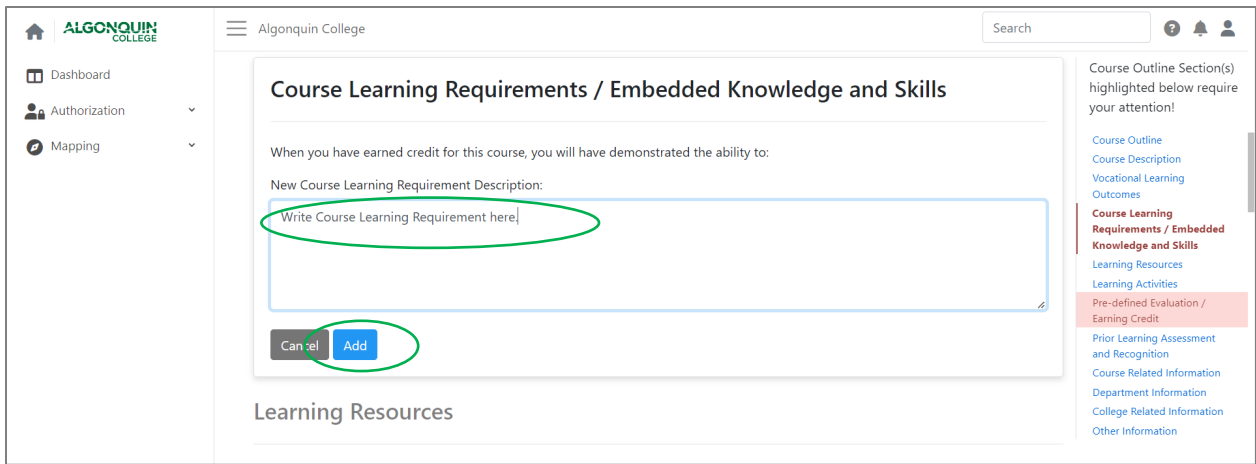 ALGONQUIN
COLLEGE
Algonquin College
Search
Dashboard
Authorization
Mapping
Course Learning Requirements / Embedded Knowledge and Skills
When you have earned credit for this course, you will have demonstrated the ability to:
New Course Learning Requirement Description:
Write Course Learning Requirement here.
Cancel
Add
Learning Resources
Course Outline Section(s)
highlighted below require
your attention!
Course Outline
Course Description
Vocational Learning
Outcomes
Course Learning
Requirements / Embedded
Knowledge and Skills
Learning Resources
Learning Activities
Pre-defined Evaluation /
Earning Credit
Prior Learning Assessment
and Recognition
Course Related Information
Department Information
College Related Information
Other Information